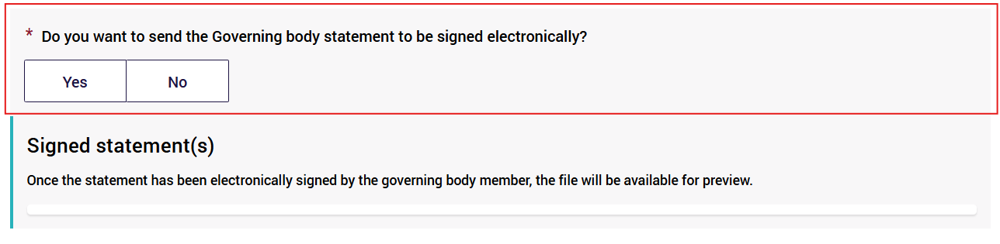 * Do you want to send the Governing body statement to be signed electronically?
Yes No
Signed statement(s)
Once the statement has been electronically signed by the governing body member, the file will be available for preview.